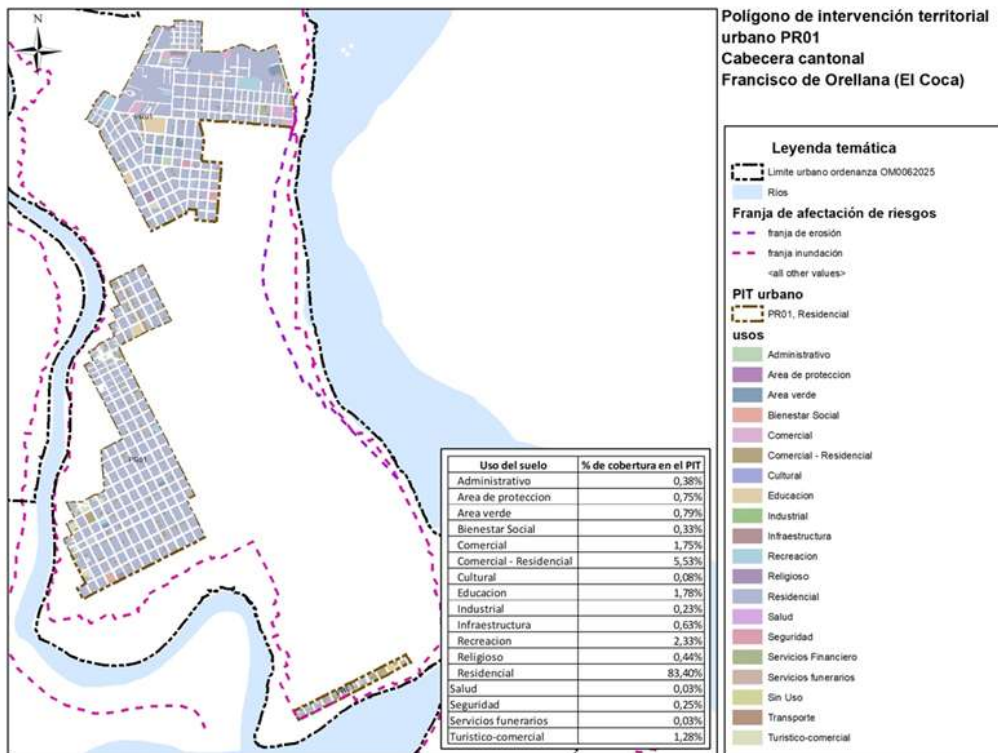 N
Polígono de intervención territorial
urbano PR01
Cabecera cantonal
Francisco de Orellana (El Coca)
Leyenda temática
Limite urbano ordenanza OM0062025
Ríos
Franja de afectación de riesgos
franja de erosión
franja inundación
<all other values>
PIT urbano
PR01, Residencial
usos
Administrativo
Area de proteccion
Area verde
Bienestar Social
Comercial
Comercial - Residencial
Cultural
Educacion
Industrial
Infraestructura
Recreacion
Religioso
Residencial
Salud
Seguridad
Servicios Financiero
Servicios funerarios
Sin Uso
Transporte
Turistico-comercial
PR01
PR01
Uso del suelo % de cobertura en el PIT
Administrativo 0,38%
Area de proteccion 0,75%
Area verde 0,79%
Bienestar Social 0,33%
Comercial 1,75%
Comercial - Residencial 5,53%
Cultural 0,08%
Educacion 1,78%
Industrial 0,23%
Infraestructura 0,63%
Recreacion 2,33%
Religioso 0,44%
Residencial 83,40%
Salud 0,03%
Seguridad 0,25%
Servicios funerarios 0,03%
Turistico-comercial 1,28%